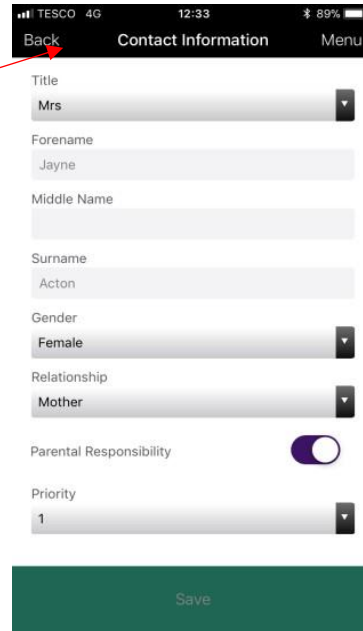 TESCO 4G 12:33 89%
Back Contact Information Menu
Title
Mrs
Forename
Jayne
Middle Name
Surname
Acton
Gender
Female
Relationship
Mother
Parental Responsibility
Priority
1
Save